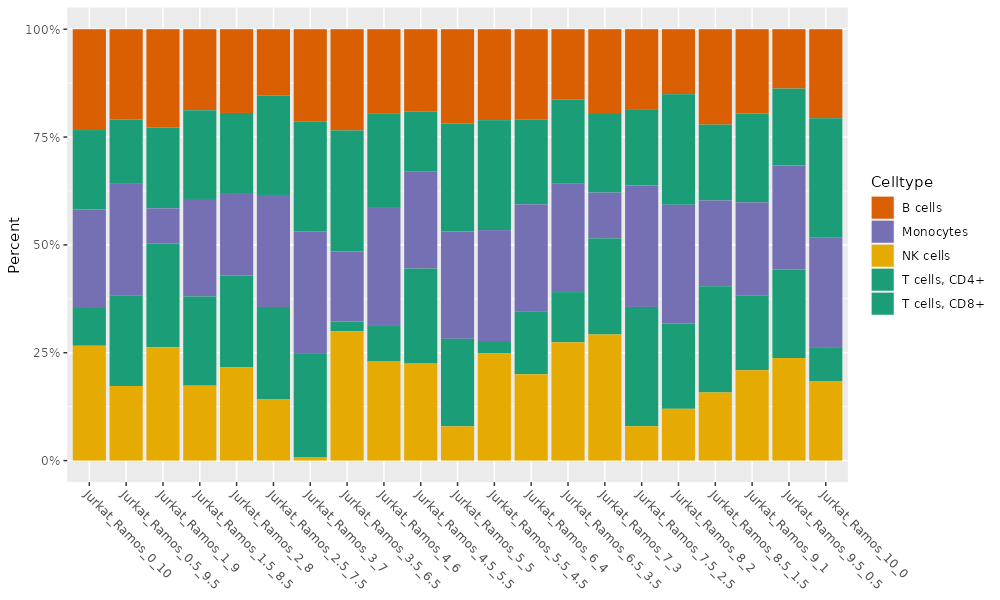 100%
75%
50%
25%
0%
Percent
Jurkat_Ramos_0_10
Jurkat_Ramos_0.5_9.5
Jurkat_Ramos_1_9
Jurkat_Ramos_1.5_8.5
Jurkat_Ramos_2_8
Jurkat_Ramos_2.5_7.5
Jurkat_Ramos_3_7
Jurkat_Ramos_3.5_6.5
Jurkat_Ramos_4_6
Jurkat_Ramos_4.5_5.5
Jurkat_Ramos_5_5
Jurkat_Ramos_5.5_4.5
Jurkat_Ramos_6_4
Jurkat_Ramos_6.5_3.5
Jurkat_Ramos_7_3
Jurkat_Ramos_7.5_2.5
Jurkat_Ramos_8_2
Jurkat_Ramos_8.5_1.5
Jurkat_Ramos_9_1
Jurkat_Ramos_9.5_0.5
Jurkat_Ramos_10_0
Celltype
B cells
Monocytes
NK cells
T cells, CD4+
T cells, CD8+